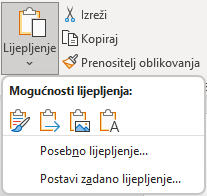 Izreži
Lijepljenje
Kopiraj
Prenositelj oblikovanja
Mogućnosti lijepljenja:
Posebno lijepljenje...
Postavi zadano lijepljenje...